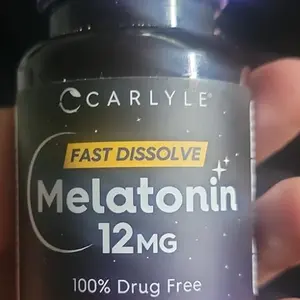 CARLYLE®
FAST DISSOLVE
Melatonin
12MG
100% Drug Free